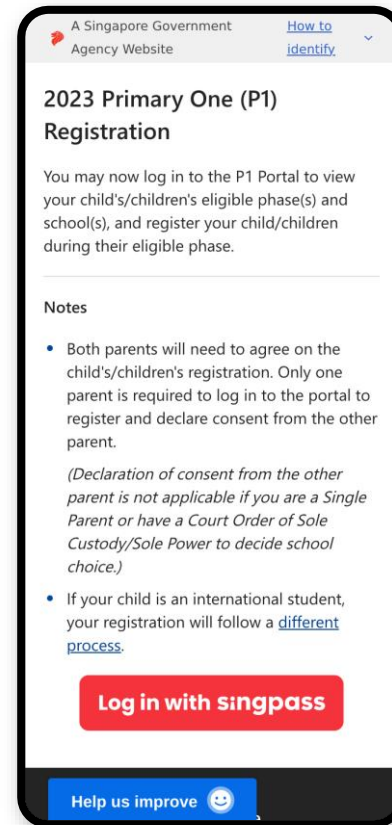 A Singapore Government
Agency Website
How to
identify
2023 Primary One (P1)
Registration
You may now log in to the P1 Portal to view
your child's/children's eligible phase(s) and
school(s), and register your child/children
during their eligible phase.
Notes
• Both parents will need to agree on the
child's/children's registration. Only one
parent is required to log in to the portal to
register and declare consent from the other
parent.
(Declaration of consent from the other
parent is not applicable if you are a Single
Parent or have a Court Order of Sole
Custody/Sole Power to decide school
choice.)
• If your child is an international student,
your registration will follow a different
process.
Log in with singpass
Help us improve